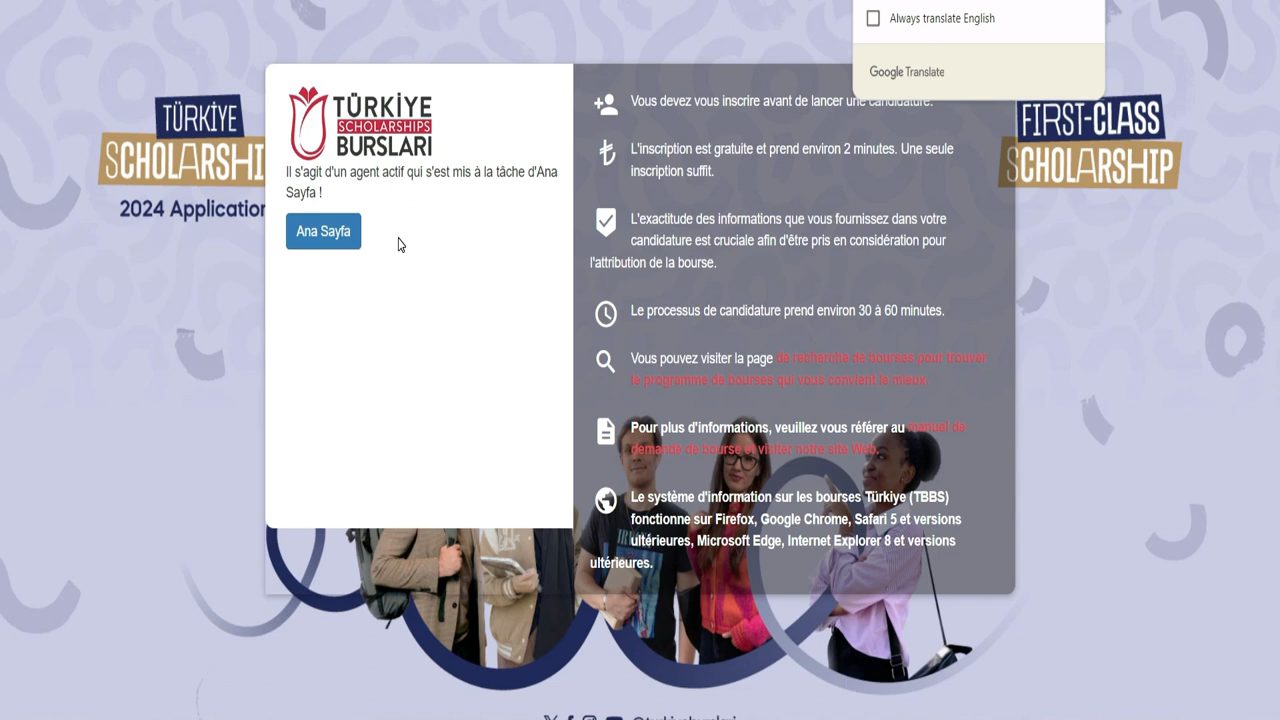 Always translate English
Google Translate
TÜRKİYE
SCHOLARSHI
2024 Application
TÜRKİYE
SCHOLARSHIPS
BURSLARI
Il s'agit d'un agent actif qui s'est mis à la tâche d'Ana
Sayfa !
Ana Sayfa
Vous devez vous inscrire avant de lancer une candidature.
L'inscription est gratuite et prend environ 2 minutes. Une seule
inscription suffit.
L'exactitude des informations que vous fournissez dans votre
candidature est cruciale afin d'être pris en considération pour
l'attribution de la bourse.
Le processus de candidature prend environ 30 à 60 minutes.
Vous pouvez visiter la page de recherche de bourses pour trouver
le programme de bourses qui vous convient le mieux.
Pour plus d'informations, veuillez vous référer au manuel de
demande de bourse et visiter notre site Web.
Le système d'information sur les bourses Türkiye (TBBS)
fonctionne sur Firefox, Google Chrome, Safari 5 et versions
ultérieures, Microsoft Edge, Internet Explorer 8 et versions
ultérieures.
FIRST-CLASS
SCHOLARSHIP